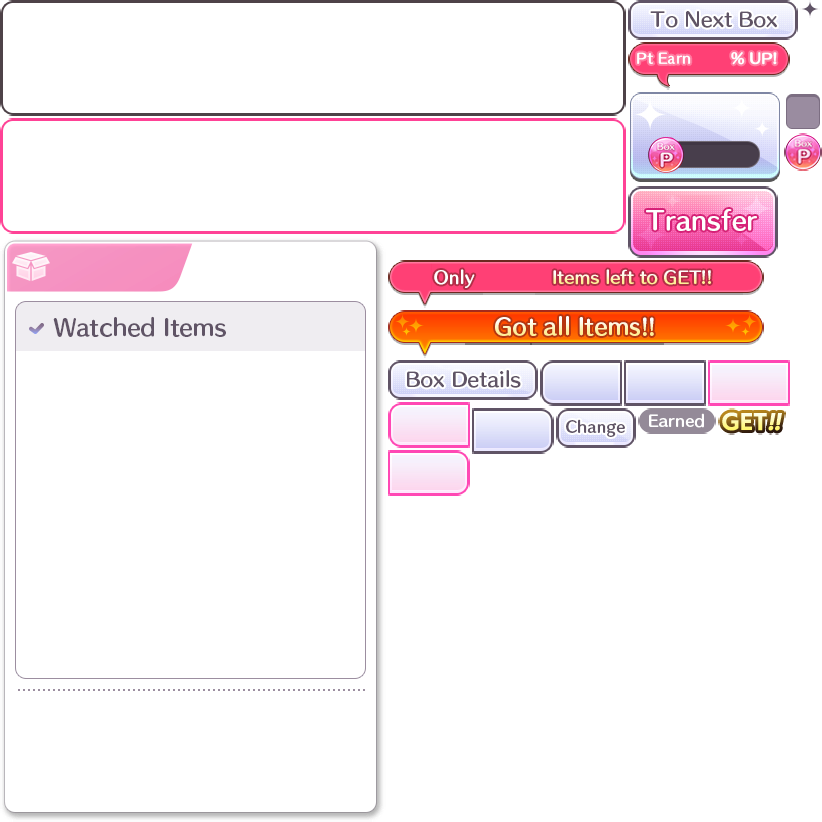 To Next Box
Pt Earn % UP!
Box
P
Box
P
Transfer
Only Items left to GET!!
Watched Items
Got all Items!!
Box Details
Change
Earned
GET!!